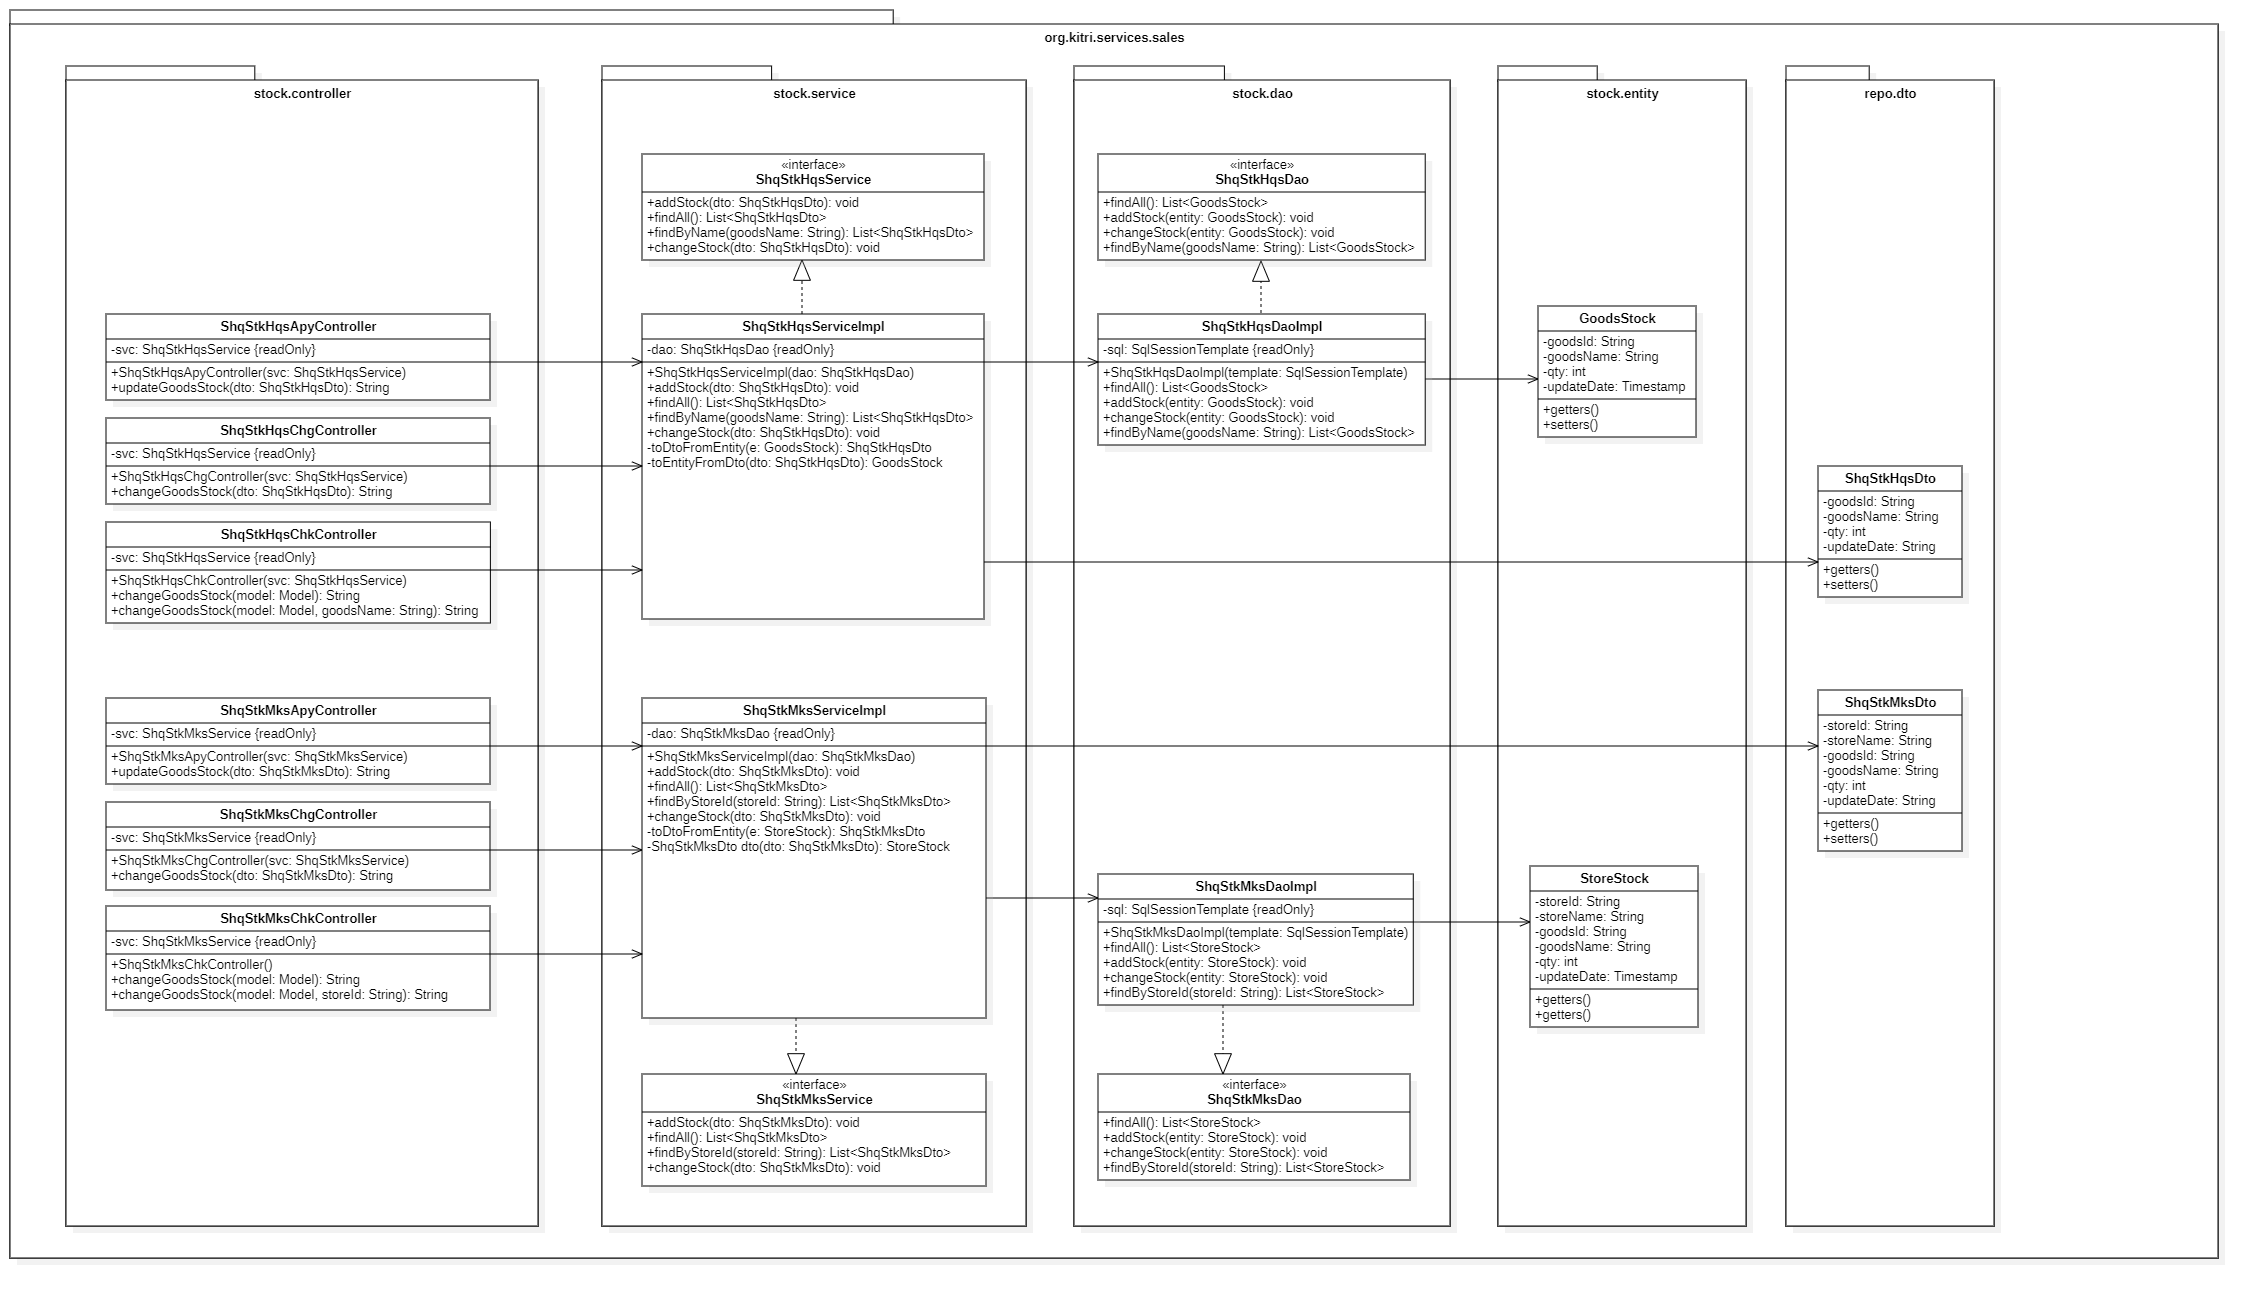 org.kitri.services.sales
stock.controller
ShqStkHqsApyController
-svc: ShqStkHqsService {readOnly}
+ShqStkHqsApyController(svc: ShqStkHqsService)
+updateGoodsStock(dto: ShqStkHqsDto): String
ShqStkHqsChgController
-svc: ShqStkHqsService {readOnly}
+ShqStkHqsChgController(svc: ShqStkHqsService)
+changeGoodsStock(dto: ShqStkHqsDto): String
ShqStkHqsChkController
-svc: ShqStkHqsService {readOnly}
+ShqStkHqsChkController(svc: ShqStkHqsService)
+changeGoodsStock(model: Model): String
+changeGoodsStock(model: Model, goodsName: String): String
ShqStkMksApyController
-svc: ShqStkMksService {readOnly}
+ShqStkMksApyController(svc: ShqStkMksService)
+updateGoodsStock(dto: ShqStkMksDto): String
ShqStkMksChgController
-svc: ShqStkMksService {readOnly}
+ShqStkMksChgController(svc: ShqStkMksService)
+changeGoodsStock(dto: ShqStkMksDto): String
ShqStkMksChkController
-svc: ShqStkMksService {readOnly}
+ShqStkMksChkController()
+changeGoodsStock(model: Model): String
+changeGoodsStock(model: Model, storeId: String): String
stock.service
«interface»
ShqStkHqsService
+addStock(dto: ShqStkHqsDto): void
+findAll(): List<ShqStkHqsDto>
+findByName(goodsName: String): List<ShqStkHqsDto>
+changeStock(dto: ShqStkHqsDto): void
ShqStkHqsServiceImpl
-dao: ShqStkHqsDao {readOnly}
+ShqStkHqsServiceImpl(dao: ShqStkHqsDao)
+addStock(dto: ShqStkHqsDto): void
+findAll(): List<ShqStkHqsDto>
+findByName(goodsName: String): List<ShqStkHqsDto>
+changeStock(dto: ShqStkHqsDto): void
-toDtoFromEntity(e: GoodsStock): ShqStkHqsDto
-toEntityFromDto(dto: ShqStkHqsDto): GoodsStock
ShqStkMksServiceImpl
-dao: ShqStkMksDao {readOnly}
+ShqStkMksServiceImpl(dao: ShqStkMksDao)
+addStock(dto: ShqStkMksDto): void
+findAll(): List<ShqStkMksDto>
+findByStoreId(storeId: String): List<ShqStkMksDto>
+changeStock(dto: ShqStkMksDto): void
-toDtoFromEntity(e: StoreStock): ShqStkMksDto
-ShqStkMksDto dto(dto: ShqStkMksDto): StoreStock
«interface»
ShqStkMksService
+addStock(dto: ShqStkMksDto): void
+findAll(): List<ShqStkMksDto>
+findByStoreId(storeId: String): List<ShqStkMksDto>
+changeStock(dto: ShqStkMksDto): void
stock.dao
«interface»
ShqStkHqsDao
+findAll(): List<GoodsStock>
+addStock(entity: GoodsStock): void
+changeStock(entity: GoodsStock): void
+findByName(goodsName: String): List<GoodsStock>
ShqStkHqsDaoImpl
-sql: SqlSessionTemplate {readOnly}
+ShqStkHqsDaoImpl(template: SqlSessionTemplate)
+findAll(): List<GoodsStock>
+addStock(entity: GoodsStock): void
+changeStock(entity: GoodsStock): void
+findByName(goodsName: String): List<GoodsStock>
ShqStkMksDaoImpl
-sql: SqlSessionTemplate {readOnly}
+ShqStkMksDaoImpl(template: SqlSessionTemplate)
+findAll(): List<StoreStock>
+addStock(entity: StoreStock): void
+changeStock(entity: StoreStock): void
+findByStoreId(storeId: String): List<StoreStock>
«interface»
ShqStkMksDao
+findAll(): List<StoreStock>
+addStock(entity: StoreStock): void
+changeStock(entity: StoreStock): void
+findByStoreId(storeId: String): List<StoreStock>
stock.entity
GoodsStock
-goodsId: String
-goodsName: String
-qty: int
-updateDate: Timestamp
+getters()
+setters()
StoreStock
-storeId: String
-storeName: String
-goodsId: String
-goodsName: String
-qty: int
-updateDate: Timestamp
+getters()
+getters()
repo.dto
ShqStkHqsDto
-goodsId: String
-goodsName: String
-qty: int
-updateDate: String
+getters()
+setters()
ShqStkMksDto
-storeId: String
-storeName: String
-goodsId: String
-goodsName: String
-qty: int
-updateDate: String
+getters()
+setters()